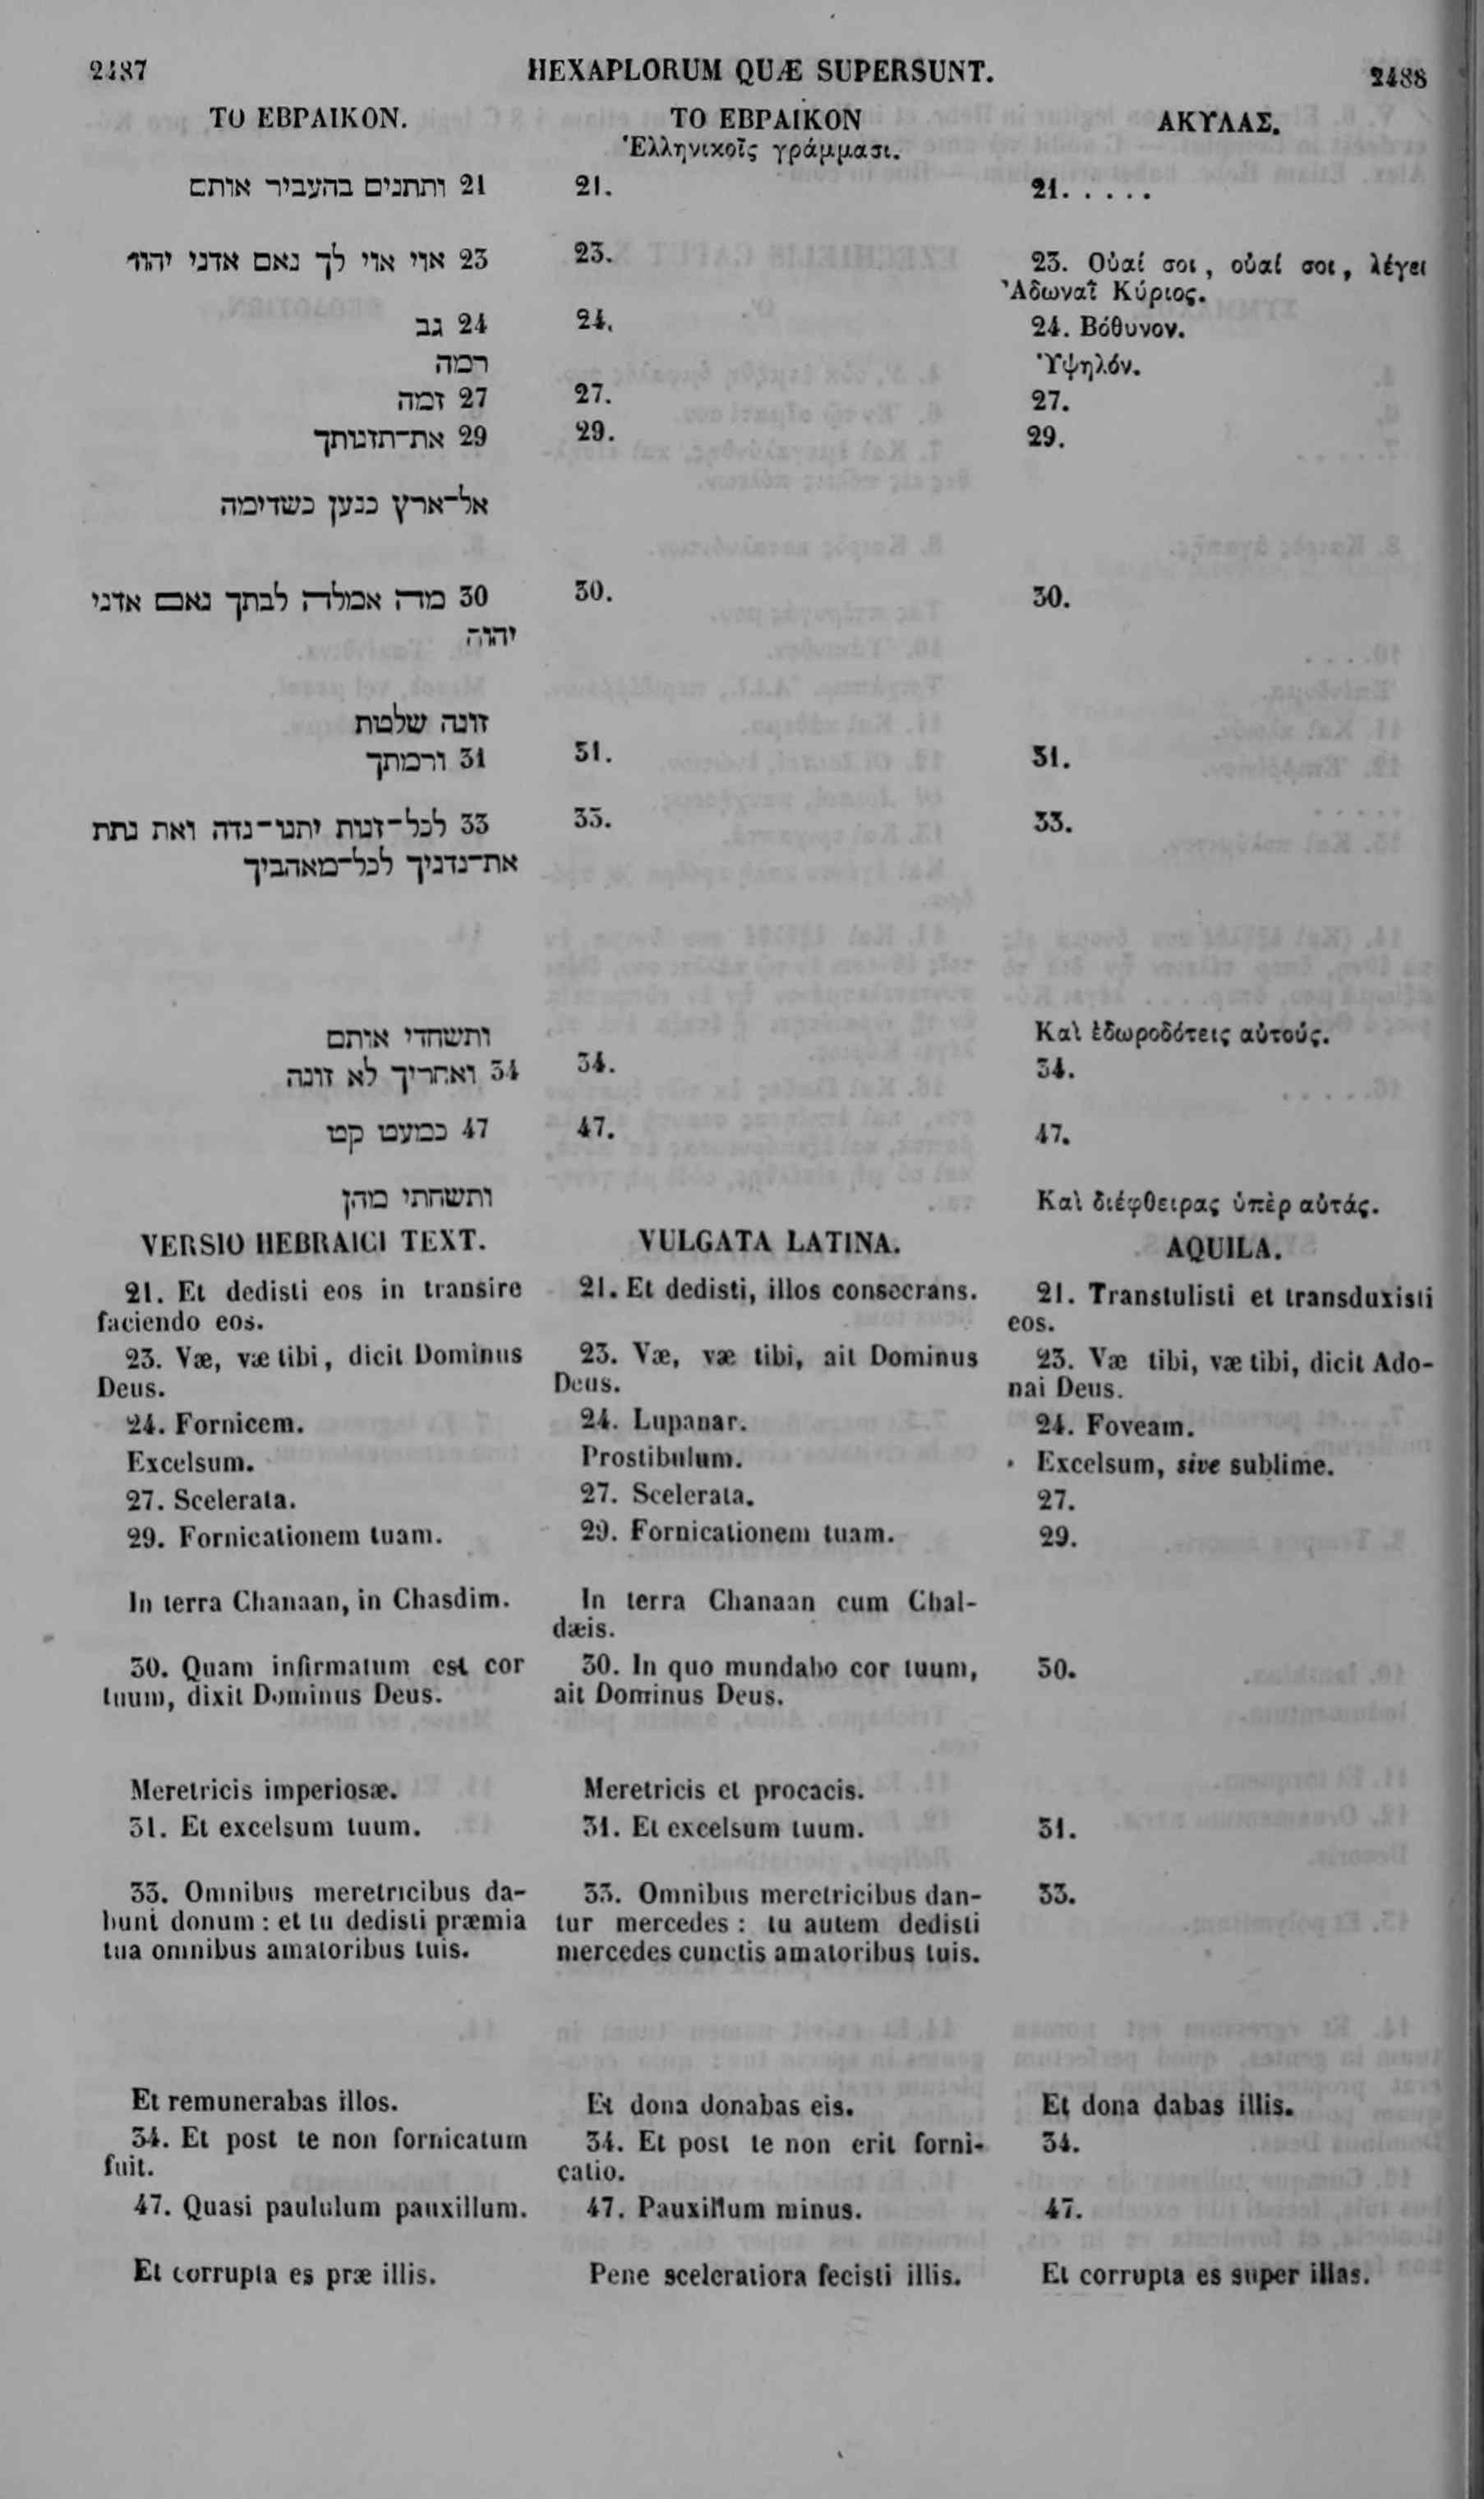 2487
HEXAPLORUM QUÆ SUPERSUNT.
2488
ΤΟ ΕΒΡΑΙΚΟΝ.
21 ותתנים בהעביר אותם
23 אוי אוי לך נאם אדני יהוה
24 גב
רמה
27 זמה
29 את־תזנותך
אל־ארץ כנען כשדימה
30 מה אמלה לבתך נאם אדני
יהוה
זונה שלטת
31 ורמתך
33 לכל־זנות יתנו־נדה ואת נתת
את־נדניך לכל־מאהביך
ותשחדי אותם
34 ואחריך לא זונה
47 כמעט קט
ותשחתי מהן
ΤΟ ΕΒΡΑΙΚΟΝ
Ἑλληνικοῖς γράμμασι.
21.
23.
24.
27.
29.
30.
31.
33.
34.
47.
ΑΚΥΛΑΣ.
21. . . . .
23. Οὐαί σοι, οὐαί σοι, λέγει
Ἀδωναῒ Κύριος.
24. Βόθυνον.
Ὑψηλόν.
27.
29.
30.
31.
33.
Καὶ ἐδωροδότεις αὐτούς.
34.
47.
Καὶ διέφθειρας ὑπὲρ αὐτάς.
VERSIO HEBRAICI TEXT.
21. Et dedisti eos in transire
faciendo eos.
23. Væ, væ tibi, dicit Dominus
Deus.
24. Fornicem.
Excelsum.
27. Scelerata.
29. Fornicationem tuam.
In terra Chanaan, in Chasdim.
30. Quam infirmatum est cor
tuum, dixit Dominus Deus.
Meretricis imperiosæ.
31. Et excelsum tuum.
33. Omnibus meretricibus da-
bunt donum : et tu dedisti præmia
tua omnibus amatoribus tuis.
Et remunerabas illos.
34. Et post te non fornicatum
fuit.
47. Quasi paululum pauxillum.
Et corrupta es præ illis.
VULGATA LATINA.
21. Et dedisti, illos consecrans.
23. Væ, væ tibi, ait Dominus
Deus.
24. Lupanar.
Prostibulum.
27. Scelerata.
29. Fornicationem tuam.
In terra Chanaan cum Chal-
dæis.
30. In quo mundabo cor tuum,
ait Dominus Deus.
Meretricis et procacis.
31. Et excelsum tuum.
33. Omnibus meretricibus dan-
tur mercedes : tu autem dedisti
mercedes cunctis amatoribus tuis.
Et dona donabas eis.
34. Et post te non erit forni-
catio.
47. Pauxillum minus.
Pene sceleratiora fecisti illis.
AQUILA.
21. Transtulisti et transduxisti
eos.
23. Væ tibi, væ tibi, dicit Ado-
nai Deus.
24. Foveam.
Excelsum, sive sublime.
27.
29.
30.
31.
33.
Et dona dabas illis.
34.
47.
Et corrupta es super illas.